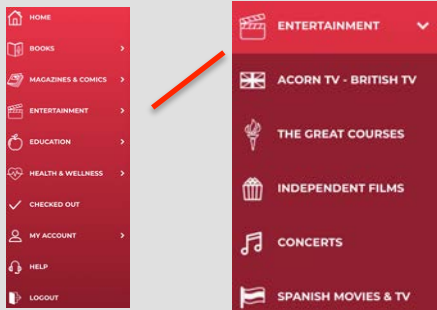 HOME
BOOKS
MAGAZINES & COMICS
ENTERTAINMENT
EDUCATION
HEALTH & WELLNESS
CHECKED OUT
MY ACCOUNT
HELP
LOGOUT
ENTERTAINMENT
ACORN TV - BRITISH TV
THE GREAT COURSES
INDEPENDENT FILMS
CONCERTS
SPANISH MOVIES & TV